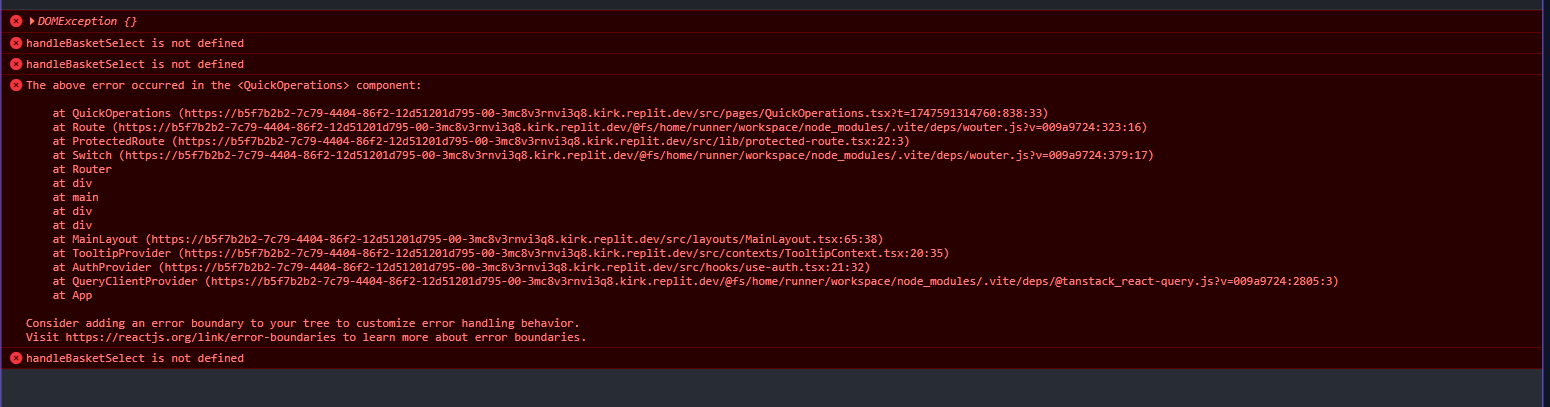 DOMException {}
handleBasketSelect is not defined
handleBasketSelect is not defined
The above error occurred in the <QuickOperations> component:
at QuickOperations (https://b5f7b2b2-7c79-4404-86f2-12d51201d795-00-3mc8v3rnvi3q8.kirk.replit.dev/src/pages/QuickOperations.tsx?t=1747591314760:838:33)
at Route (https://b5f7b2b2-7c79-4404-86f2-12d51201d795-00-3mc8v3rnvi3q8.kirk.replit.dev/@fs/home/runner/workspace/node_modules/.vite/deps/wouter.js?v=009a9724:323:16)
at ProtectedRoute (https://b5f7b2b2-7c79-4404-86f2-12d51201d795-00-3mc8v3rnvi3q8.kirk.replit.dev/src/lib/protected-route.tsx:22:3)
at Switch (https://b5f7b2b2-7c79-4404-86f2-12d51201d795-00-3mc8v3rnvi3q8.kirk.replit.dev/@fs/home/runner/workspace/node_modules/.vite/deps/wouter.js?v=009a9724:379:17)
at Router
at div
at main
at div
at div
at MainLayout (https://b5f7b2b2-7c79-4404-86f2-12d51201d795-00-3mc8v3rnvi3q8.kirk.replit.dev/src/layouts/MainLayout.tsx:65:38)
at TooltipProvider (https://b5f7b2b2-7c79-4404-86f2-12d51201d795-00-3mc8v3rnvi3q8.kirk.replit.dev/src/contexts/TooltipContext.tsx:20:35)
at AuthProvider (https://b5f7b2b2-7c79-4404-86f2-12d51201d795-00-3mc8v3rnvi3q8.kirk.replit.dev/src/hooks/use-auth.tsx:21:32)
at QueryClientProvider (https://b5f7b2b2-7c79-4404-86f2-12d51201d795-00-3mc8v3rnvi3q8.kirk.replit.dev/@fs/home/runner/workspace/node_modules/.vite/deps/@tanstack_react-query.js?v=009a9724:2805:3)
at App
Consider adding an error boundary to your tree to customize error handling behavior.
Visit https://reactjs.org/link/error-boundaries to learn more about error boundaries.
handleBasketSelect is not defined